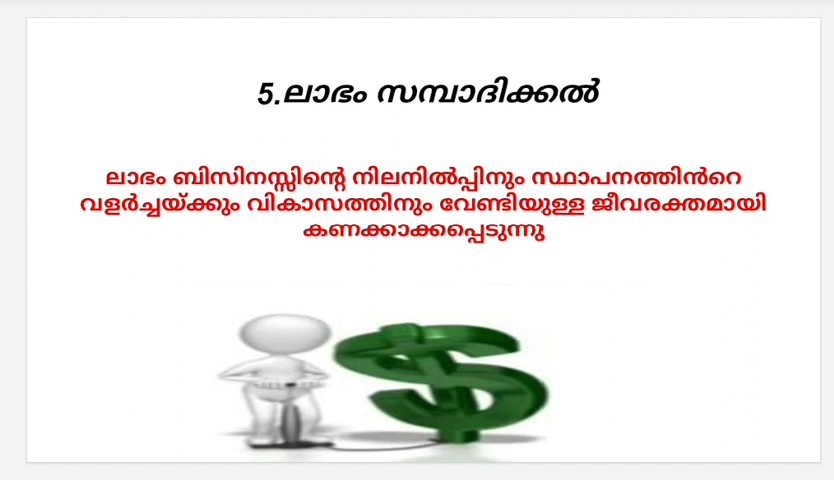 5.ലാഭം സമ്പാദിക്കൽ
ലാഭം ബിസിനസ്സിന്റെ നിലനിൽപ്പിനും സ്ഥാപനത്തിൻറെ
വളർച്ചയ്ക്കും വികാസത്തിനും വേണ്ടിയുള്ള ജീവരക്തമായി
കണക്കാക്കപ്പെടുന്നു